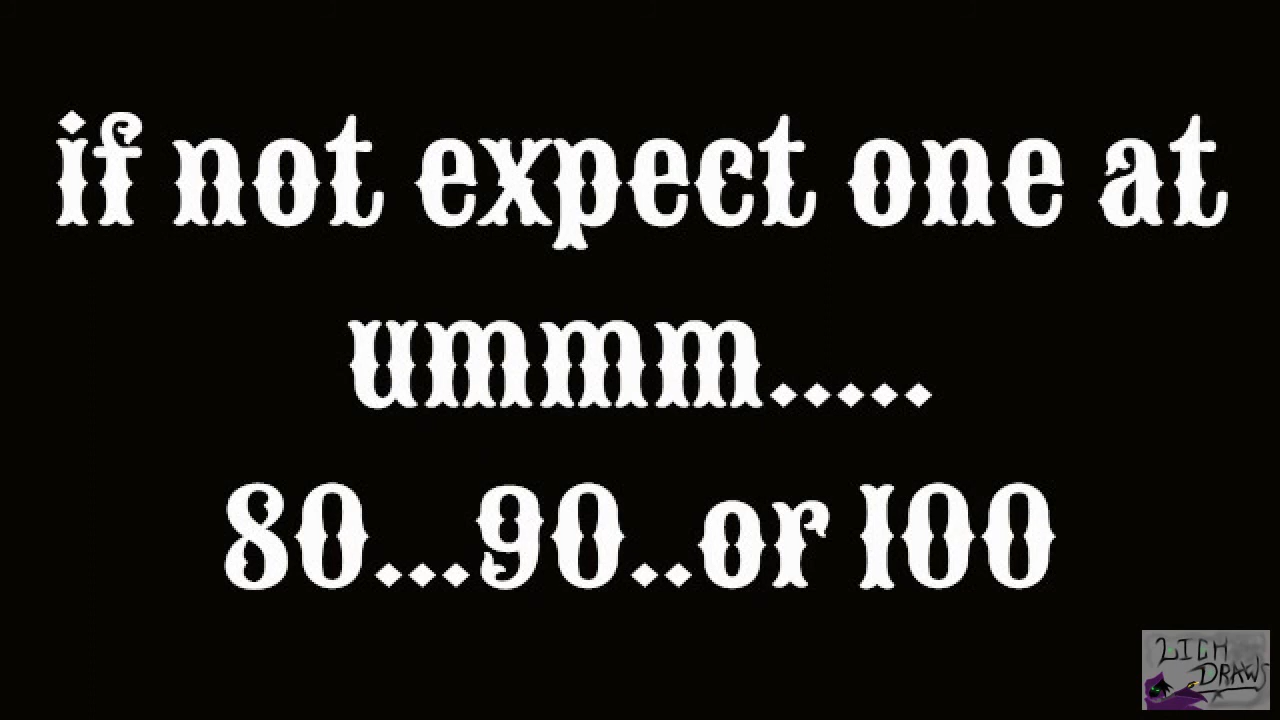 if not expect one at
ummm.....
80...90..or 100
LICH
DRAWS